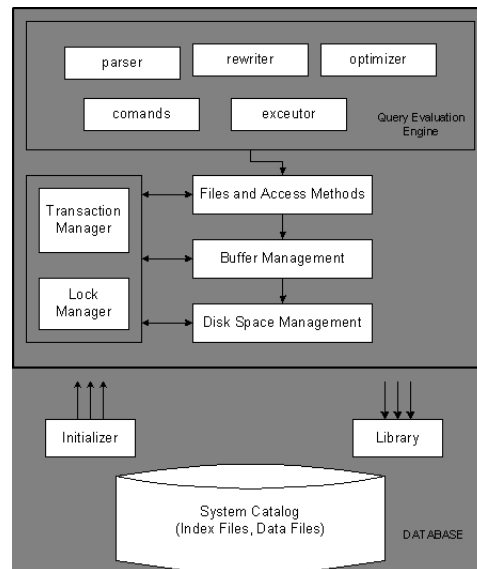 parser
rewriter
optimizer
comands
exceutor
Query Evaluation
Engine
Transaction
Manager
Files and Access Methods
Buffer Management
Lock
Manager
Disk Space Management
Initializer
Library
System Catalog
(Index Files, Data Files)
DATABASE